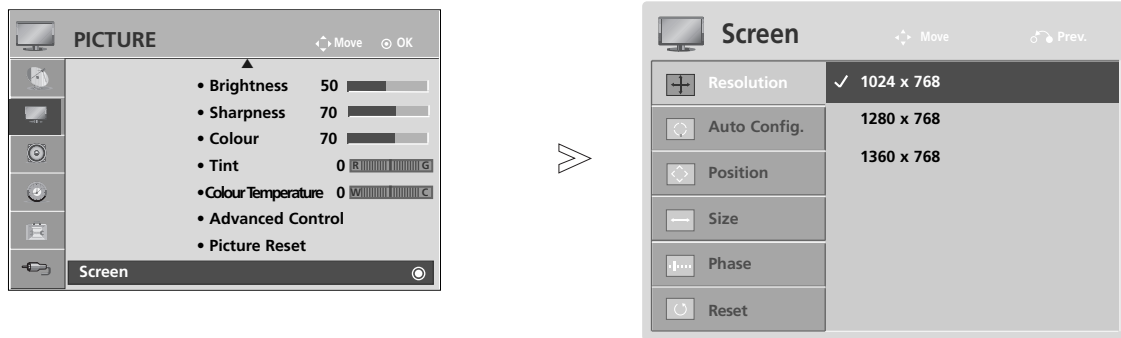 PICTURE
Move
OK
• Brightness 50
• Sharpness 70
• Colour 70
• Tint 0 R G
•Colour Temperature 0 W C
• Advanced Control
• Picture Reset
Screen
Screen
Move
Prev.
Resolution
Auto Config.
Position
Size
Phase
Reset
✓ 1024 x 768
1280 x 768
1360 x 768